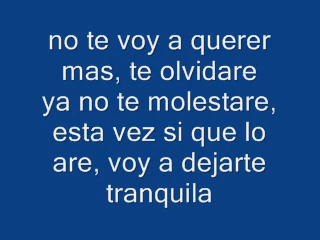 no te voy a querer
mas, te olvidare
ya no te molestare,
esta vez si que lo
are, voy a dejarte
tranquila